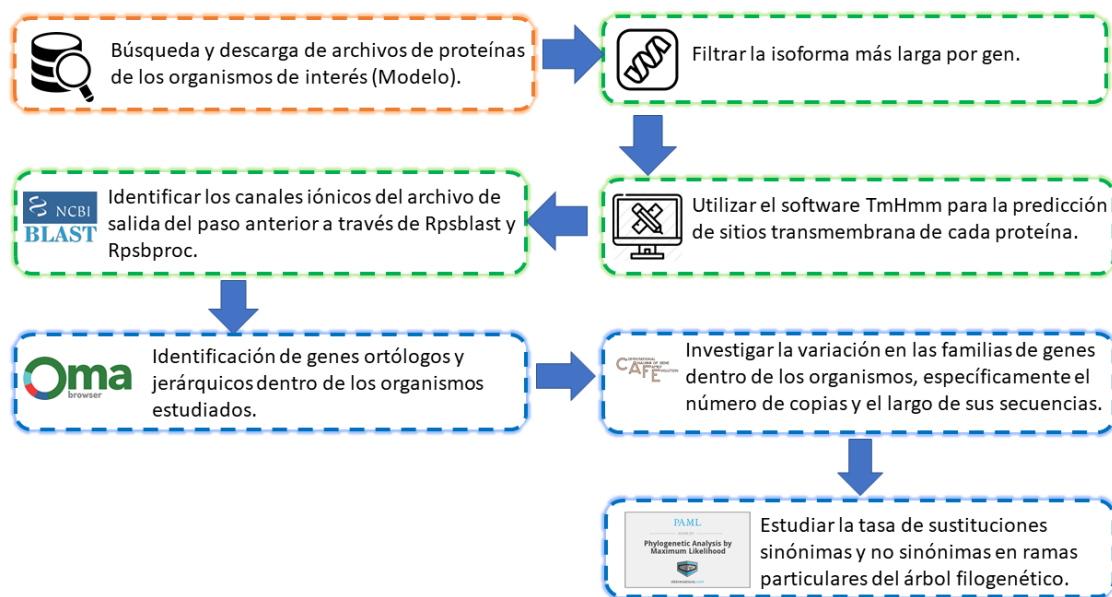 Búsqueda y descarga de archivos de proteínas
de los organismos de interés (Modelo).
Filtrar la isoforma más larga por gen.
Utilizar el software TmHmm para la predicción
de sitios transmembrana de cada proteína.
NCBI
BLAST
Identificar los canales iónicos del archivo de
salida del paso anterior a través de Rpsblast y
Rpsbproc.
Oma
browser
Identificación de genes ortólogos y
jerárquicos dentro de los organismos
estudiados.
CAFE
Investigar la variación en las familias de genes
dentro de los organismos, específicamente el
número de copias y el largo de sus secuencias.
PAML
Phylogenetic Analysis by
Maximum Likelihood
Estudiar la tasa de sustituciones
sinónimas y no sinónimas en ramas
particulares del árbol filogenético.